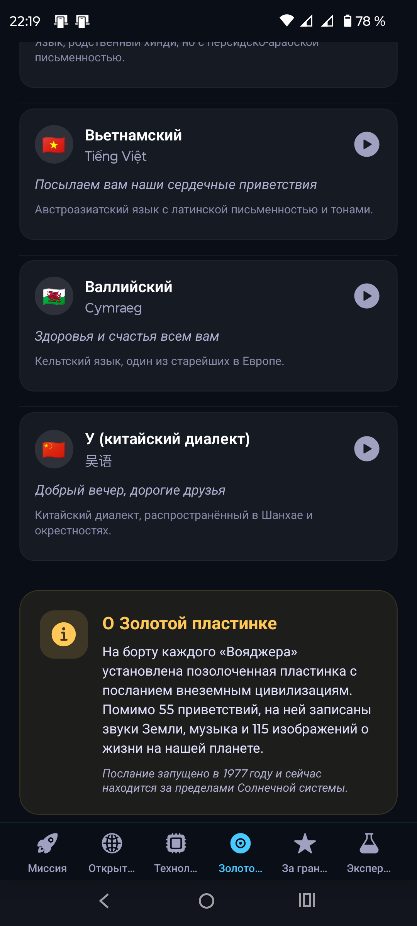 22:19
78 %
Язык, родственный хинди, но с персидско-арабской
письменностью.
Вьетнамский
Tiếng Việt
Посылаем вам наши сердечные приветствия
Австроазиатский язык с латинской письменностью и тонами.
Валлийский
Cymraeg
Здоровья и счастья всем вам
Кельтский язык, один из старейших в Европе.
У (китайский диалект)
吴语
Добрый вечер, дорогие друзья
Китайский диалект, распространённый в Шанхае и
окрестностях.
О Золотой пластинке
На борту каждого «Вояджера»
установлена позолоченная пластинка с
посланием внеземным цивилизациям.
Помимо 55 приветствий, на ней записаны
звуки Земли, музыка и 115 изображений о
жизни на нашей планете.
Послание запущено в 1977 году и сейчас
находится за пределами Солнечной системы.
Миссия
Открыт...
Технол...
Золото...
За гран...
Экспер...